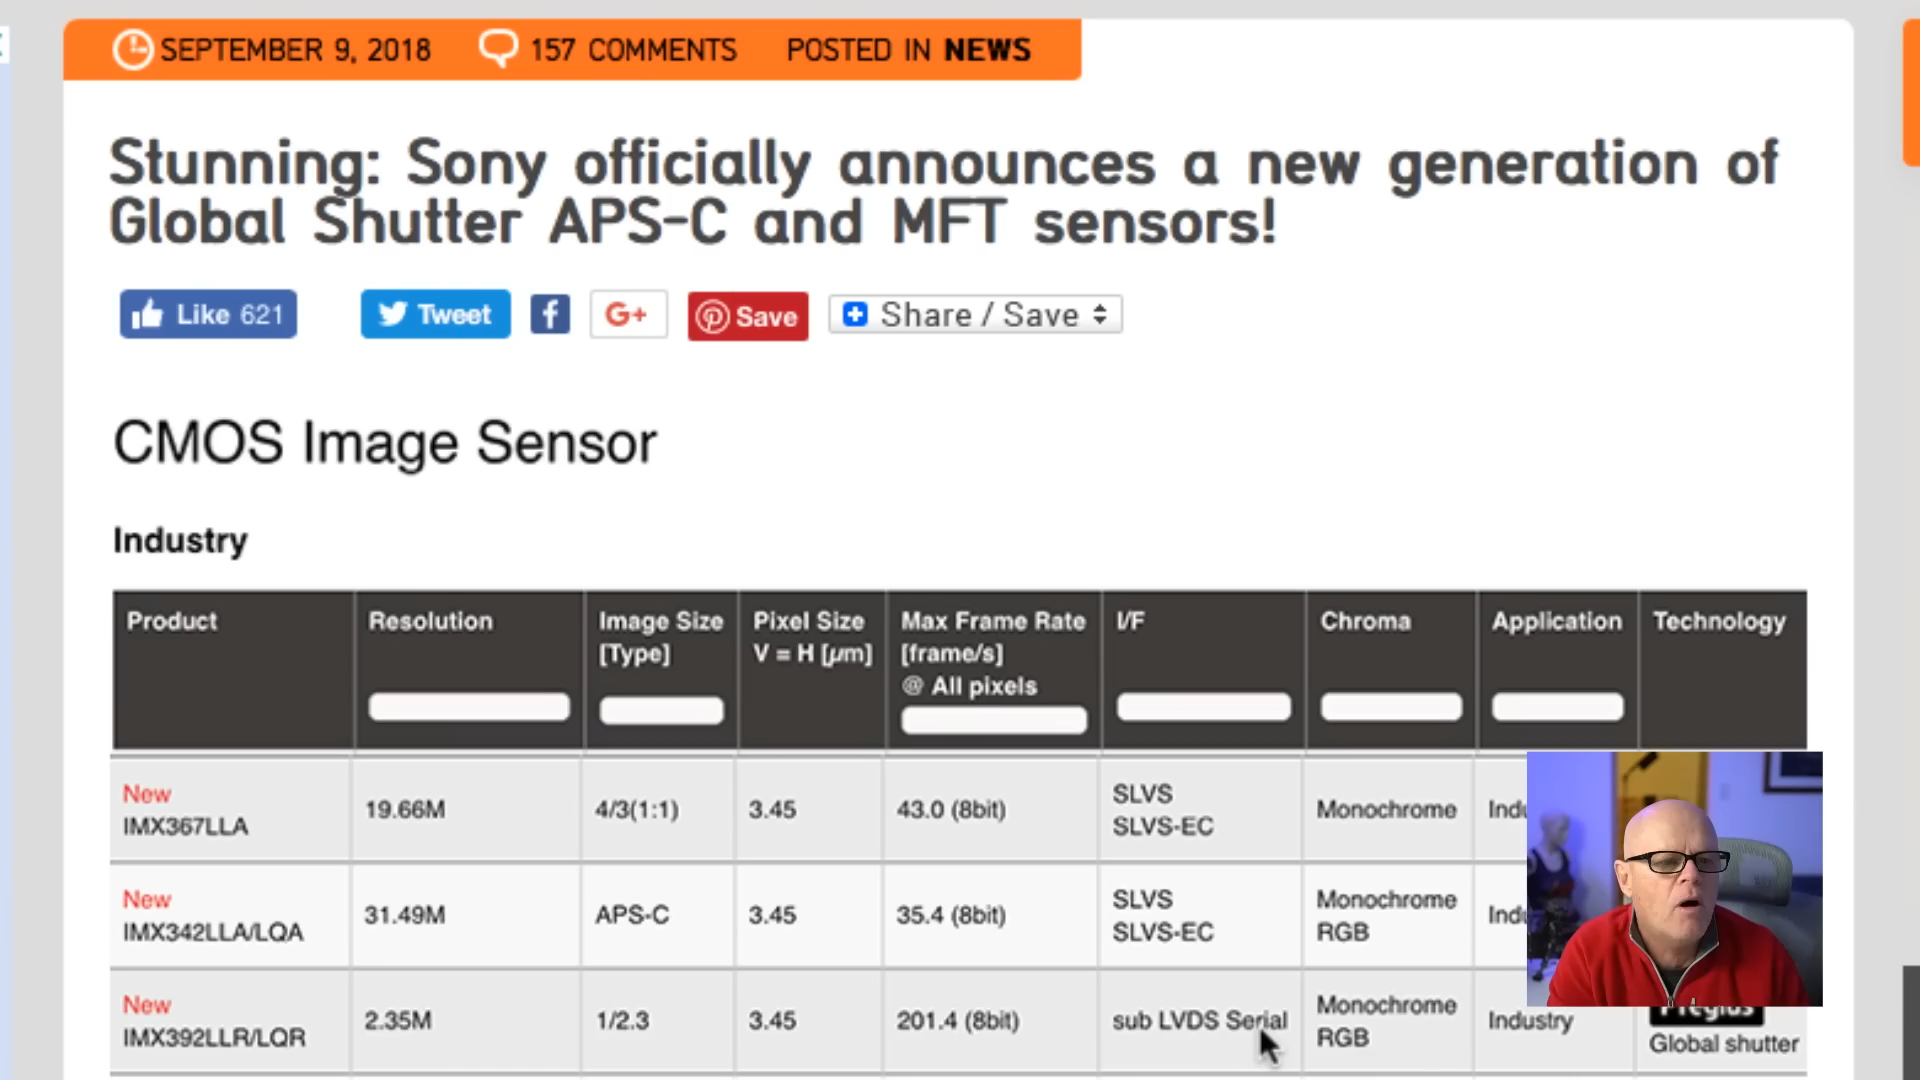 SEPTEMBER 9, 2018 157 COMMENTS POSTED IN NEWS
Stunning: Sony officially announces a new generation of
Global Shutter APS-C and MFT sensors!
Like 621 Tweet f G+ Save Share / Save
CMOS Image Sensor
Industry
Product Resolution Image Size [Type] Pixel Size V = H [µm] Max Frame Rate [frame/s] @ All pixels I/F Chroma Application Technology
New IMX367LLA 19.66M 4/3(1:1) 3.45 43.0 (8bit) SLVS SLVS-EC Monochrome
New IMX342LLA/LQA 31.49M APS-C 3.45 35.4 (8bit) SLVS SLVS-EC Monochrome RGB
New IMX392LLR/LQR 2.35M 1/2.3 3.45 201.4 (8bit) sub LVDS Serial Monochrome RGB Industry Global shutter